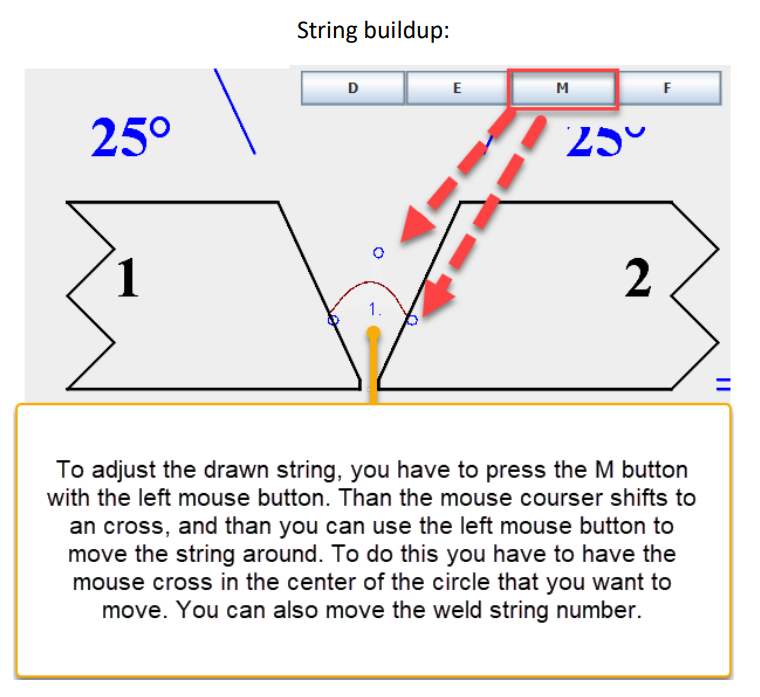 String buildup:
D E M F
25° 25°
1 2
1.
To adjust the drawn string, you have to press the M button
with the left mouse button. Than the mouse courser shifts to
an cross, and than you can use the left mouse button to
move the string around. To do this you have to have the
mouse cross in the center of the circle that you want to
move. You can also move the weld string number.